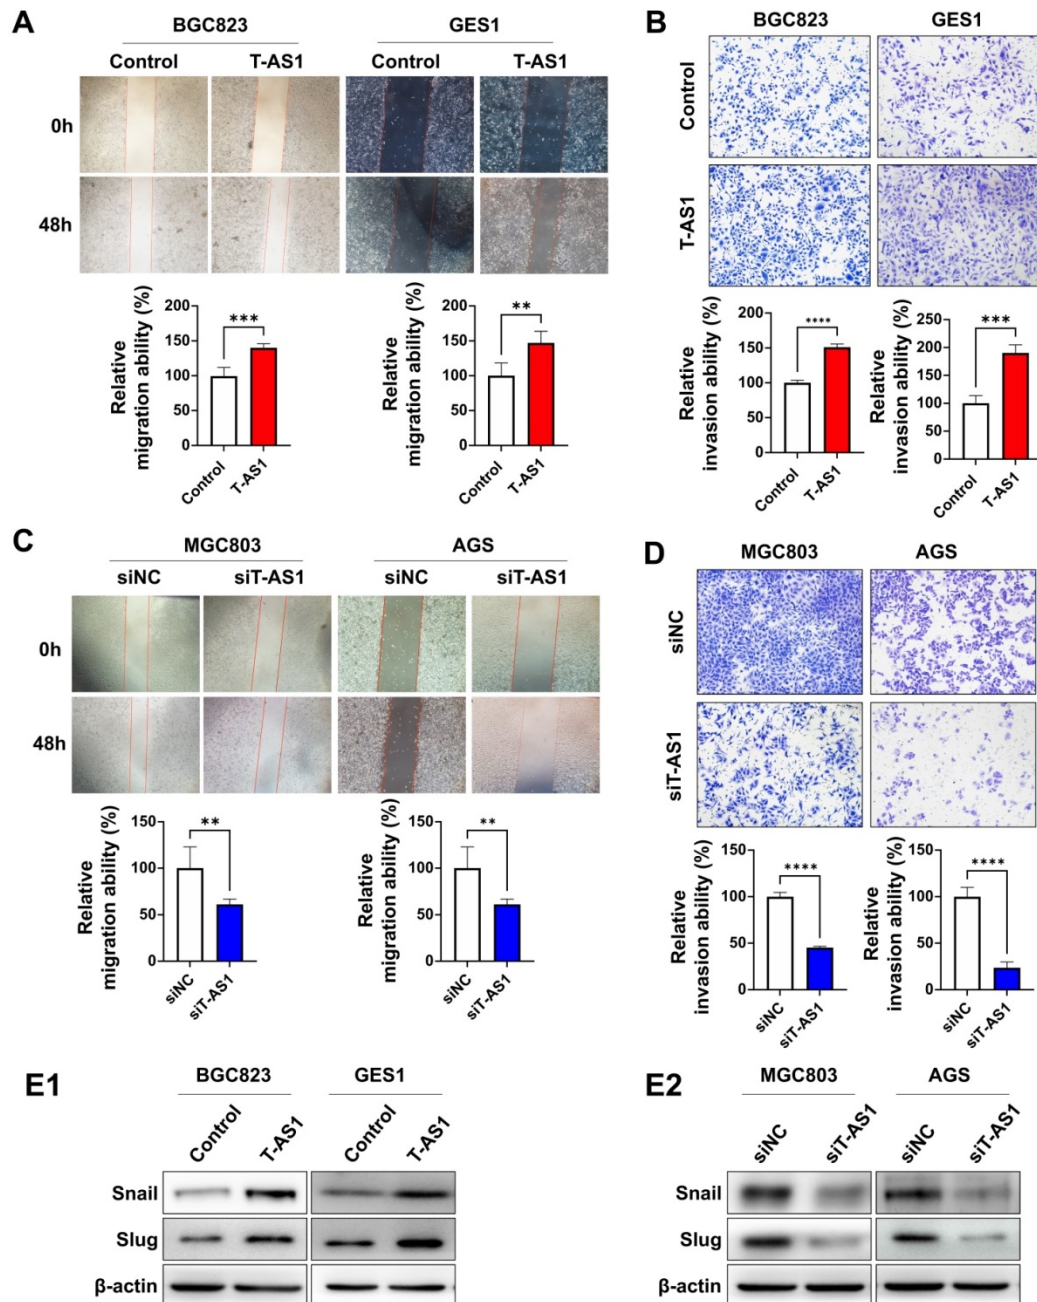 A
BGC823
GES1
Control
T-AS1
Control
T-AS1
0h
48h
Relative
migration ability (%)
200
150
100
50
0
***
Control
T-AS1
Relative
migration ability (%)
200
150
100
50
0
**
Control
T-AS1
B
BGC823
GES1
Control
T-AS1
Relative
invasion ability (%)
200
150
100
50
0
****
Control
T-AS1
Relative
invasion ability (%)
250
200
150
100
50
0
***
Control
T-AS1
C
MGC803
AGS
siNC
siT-AS1
siNC
siT-AS1
0h
48h
Relative
migration ability (%)
150
100
50
0
**
siNC
siT-AS1
Relative
migration ability (%)
150
100
50
0
**
siNC
siT-AS1
D
MGC803
AGS
siNC
siT-AS1
Relative
invasion ability (%)
150
100
50
0
****
siNC
siT-AS1
Relative
invasion ability (%)
150
100
50
0
****
siNC
siT-AS1
E1
BGC823
GES1
Control
T-AS1
Control
T-AS1
Snail
Slug
β-actin
E2
MGC803
AGS
siNC
siT-AS1
siNC
siT-AS1
Snail
Slug
β-actin